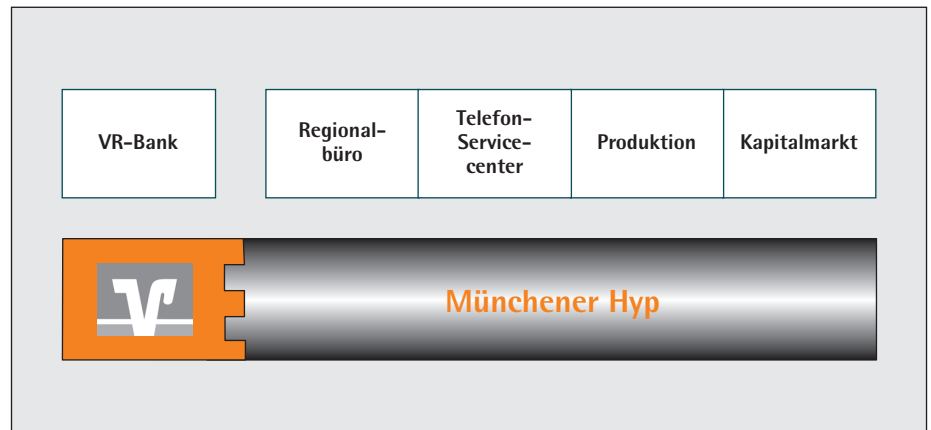 VR-Bank
Regional-
büro
Telefon-
Service-
center
Produktion
Kapitalmarkt
Münchener Hyp